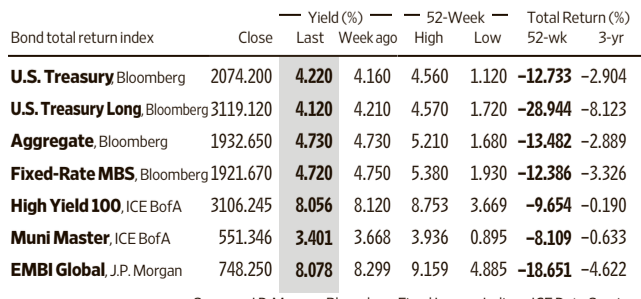 Yield (%) 52-Week Total Return (%)
Bond total return index Close Last Week ago High Low 52-wk 3-yr
U.S. Treasury, Bloomberg 2074.200 4.220 4.160 4.560 1.120 –12.733 –2.904
U.S. Treasury Long, Bloomberg 3119.120 4.120 4.210 4.570 1.720 –28.944 –8.123
Aggregate, Bloomberg 1932.650 4.730 4.730 5.210 1.680 –13.482 –2.889
Fixed-Rate MBS, Bloomberg 1921.670 4.720 4.750 5.380 1.930 –12.386 –3.326
High Yield 100, ICE BofA 3106.245 8.056 8.120 8.753 3.669 –9.654 –0.190
Muni Master, ICE BofA 551.346 3.401 3.668 3.936 0.895 –8.109 –0.633
EMBI Global, J.P. Morgan 748.250 8.078 8.299 9.159 4.885 –18.651 –4.622